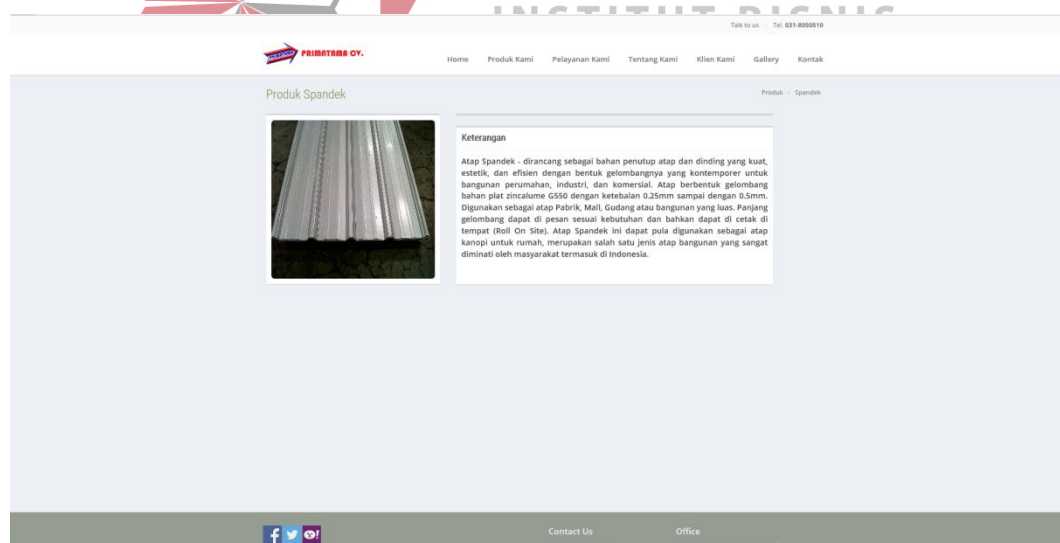 INSTITUT BISNIS
Talk to us Tel. 031-8050510
PRIMATAMA PRIMATAMA CV.
Home Produk Kami Pelayanan Kami Tentang Kami Klien Kami Gallery Kontak
Produk Spandek
Produk Spandek
Keterangan
Atap Spandek - dirancang sebagai bahan penutup atap dan dinding yang kuat,
estetik, dan efisien dengan bentuk gelombangnya yang kontemporer untuk
bangunan perumahan, industri, dan komersial. Atap berbentuk gelombang
bahan plat zincalume G550 dengan ketebalan 0.25mm sampai dengan 0.5mm.
Digunakan sebagai atap Pabrik, Mall, Gudang atau bangunan yang luas. Panjang
gelombang dapat di pesan sesuai kebutuhan dan bahkan dapat di cetak di
tempat (Roll On Site). Atap Spandek ini dapat pula digunakan sebagai atap
kanopi untuk rumah, merupakan salah satu jenis atap bangunan yang sangat
diminati oleh masyarakat termasuk di Indonesia.
Contact Us
Office